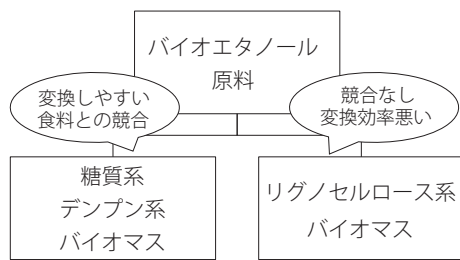 バイオエタノール
原料
変換しやすい
食料との競合
競合なし
変換効率悪い
糖質系
デンプン系
バイオマス
リグノセルロース系
バイオマス